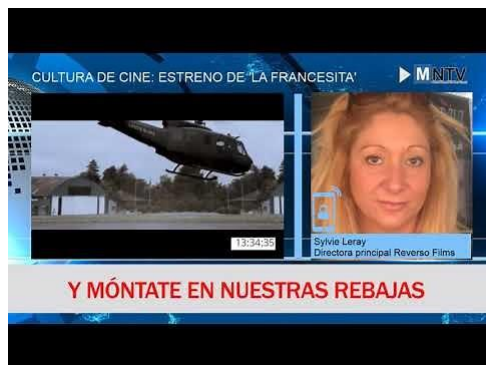 CULTURA DE CINE: ESTRENO DE 'LA FRANCESITA'
MNTV
13:34:35
Sylvie Leray
Directora principal Reverso Films
Y MÓNTATE EN NUESTRAS REBAJAS